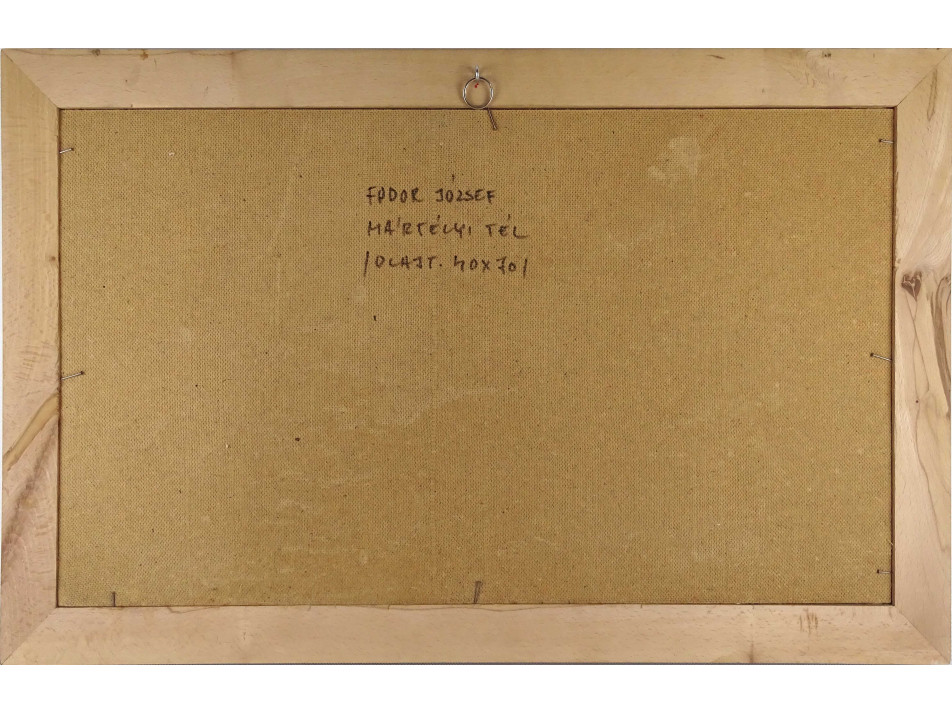 FODOR JÓZSEF
MÁRTÉLYI TÉL
/OLAJT. 40X70/